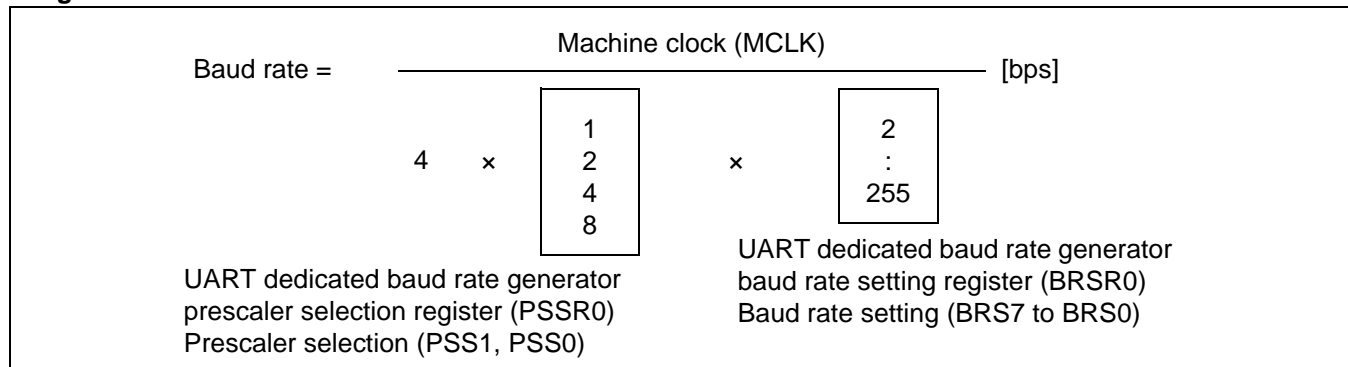 Machine clock (MCLK)
Baud rate = [bps]
1 2
4 × 2 × :
4 255
8
UART dedicated baud rate generator
prescaler selection register (PSSR0)
Prescaler selection (PSS1, PSS0)
UART dedicated baud rate generator
baud rate setting register (BRSR0)
Baud rate setting (BRS7 to BRS0)